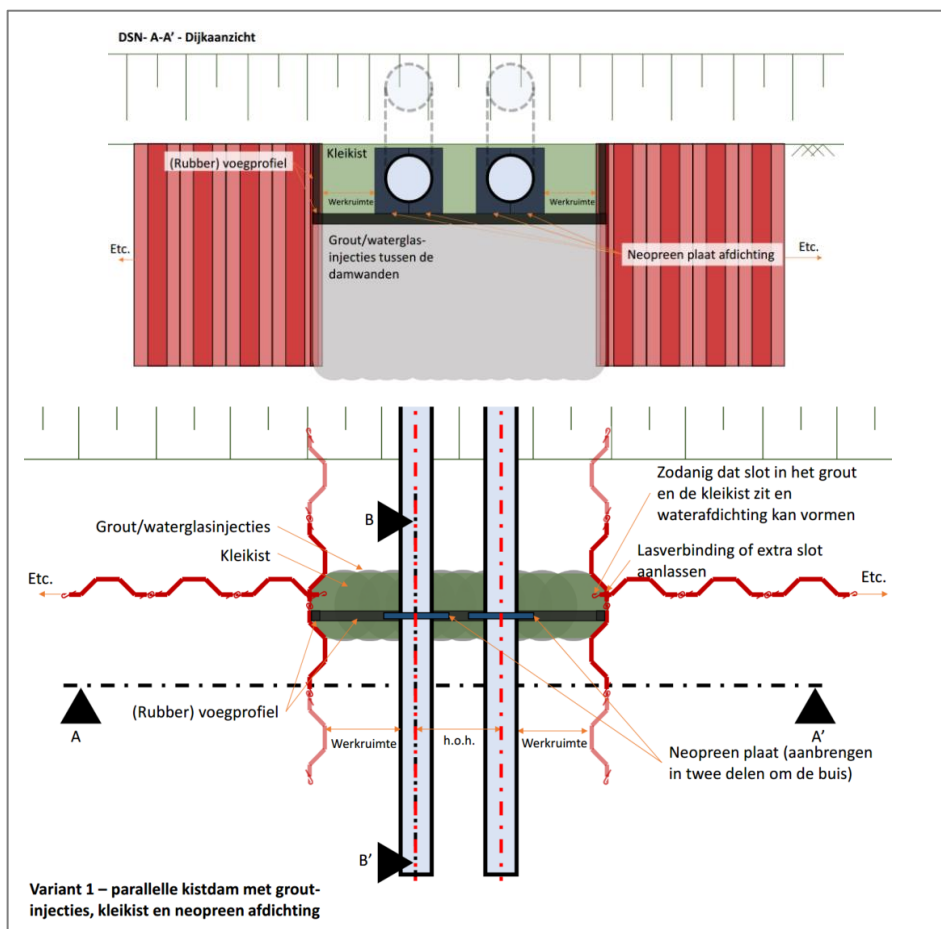 DSN- A-A' - Dijkaanzicht
(Rubber) voegprofiel
Kleikist
Werkruimte
Werkruimte
Grout/waterglas-
injecties tussen de
damwanden
Neopreen plaat afdichting
Etc.
Etc.
Zodanig dat slot in het grout
en de kleikist zit en
waterafdichting kan vormen
B
Grout/waterglasinjecties
Kleikist
Lasverbinding of extra slot
aanlassen
Etc.
Etc.
(Rubber) voegprofiel
A
A'
Werkruimte
h.o.h.
Werkruimte
Neopreen plaat (aanbrengen
in twee delen om de buis)
B'
Variant 1 – parallelle kistdam met grout-
injecties, kleikist en neopreen afdichting